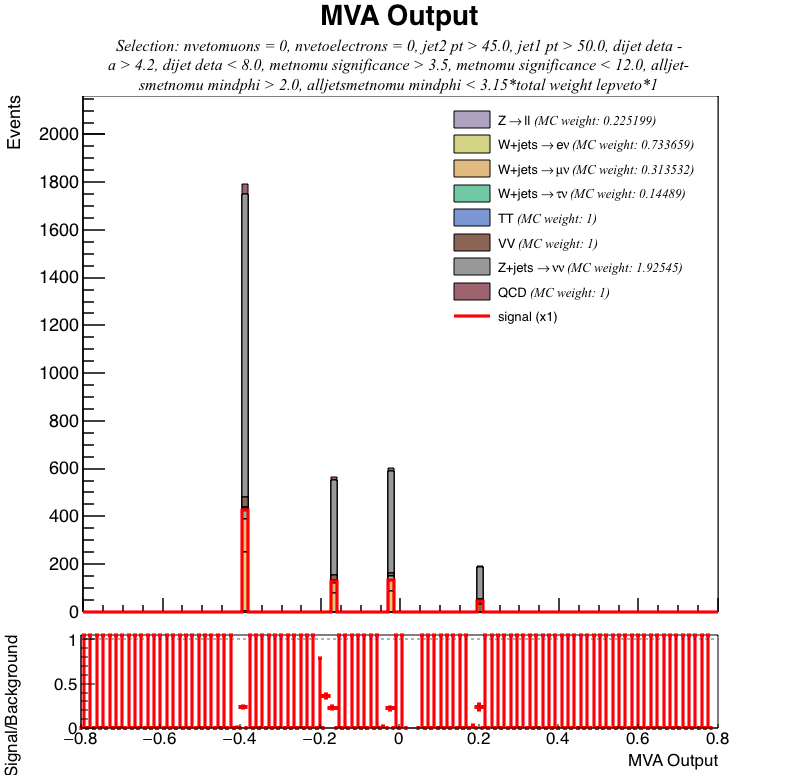 MVA Output
Selection: nvetomuons = 0, nvetoelectrons = 0, jet2 pt > 45.0, jet1 pt > 50.0, dijet deta -
a > 4.2, dijet deta < 8.0, metnomu significance > 3.5, metnomu significance < 12.0, alljet-
smetnomu mindphi > 2.0, alljetsmetnomu mindphi < 3.15*total weight lepveto*1
Events
2000
1800
1600
1400
1200
1000
800
600
400
200
0
Z→ll (MC weight: 0.225199)
W+jets→eν (MC weight: 0.733659)
W+jets→μν (MC weight: 0.313532)
W+jets→τν (MC weight: 0.14489)
TT (MC weight: 1)
VV (MC weight: 1)
Z+jets→νν (MC weight: 1.92545)
QCD (MC weight: 1)
signal (x1)
Signal/Background
1
0.5
0
−0.8 −0.6 −0.4 −0.2 0 0.2 0.4 0.6 0.8
MVA Output